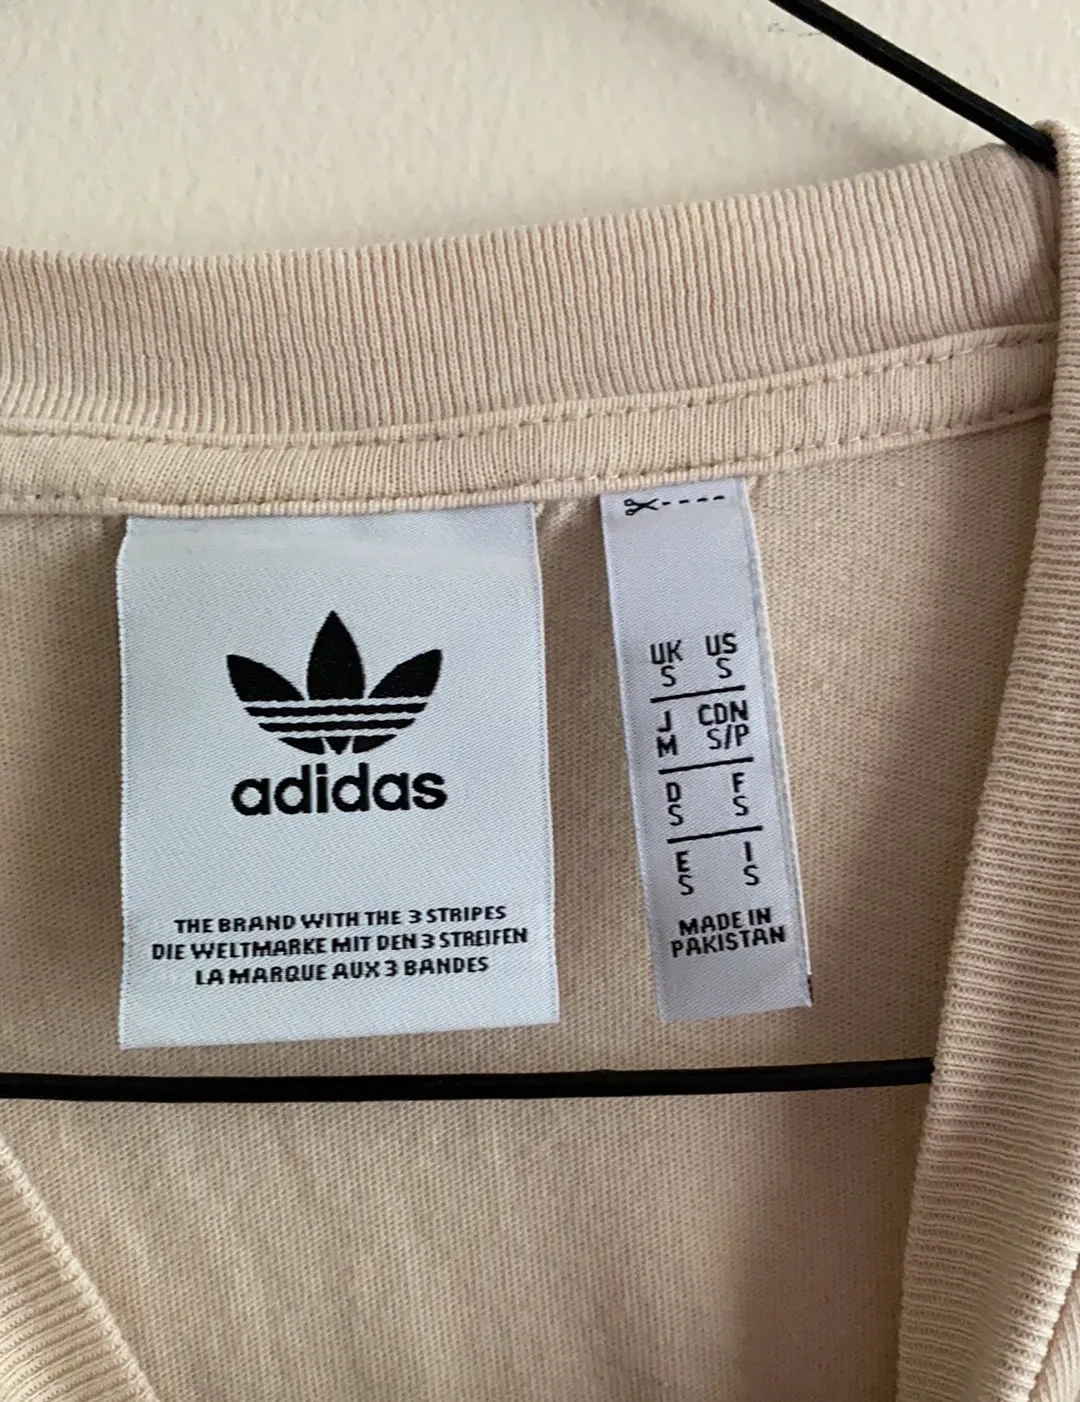 adidas
THE BRAND WITH THE 3 STRIPES
DIE WELTMARKE MIT DEN 3 STREIFEN
LA MARQUE AUX 3 BANDES
UK US
S S
J CDN
M S/P
D F
S S
E I
S S
MADE IN
PAKISTAN